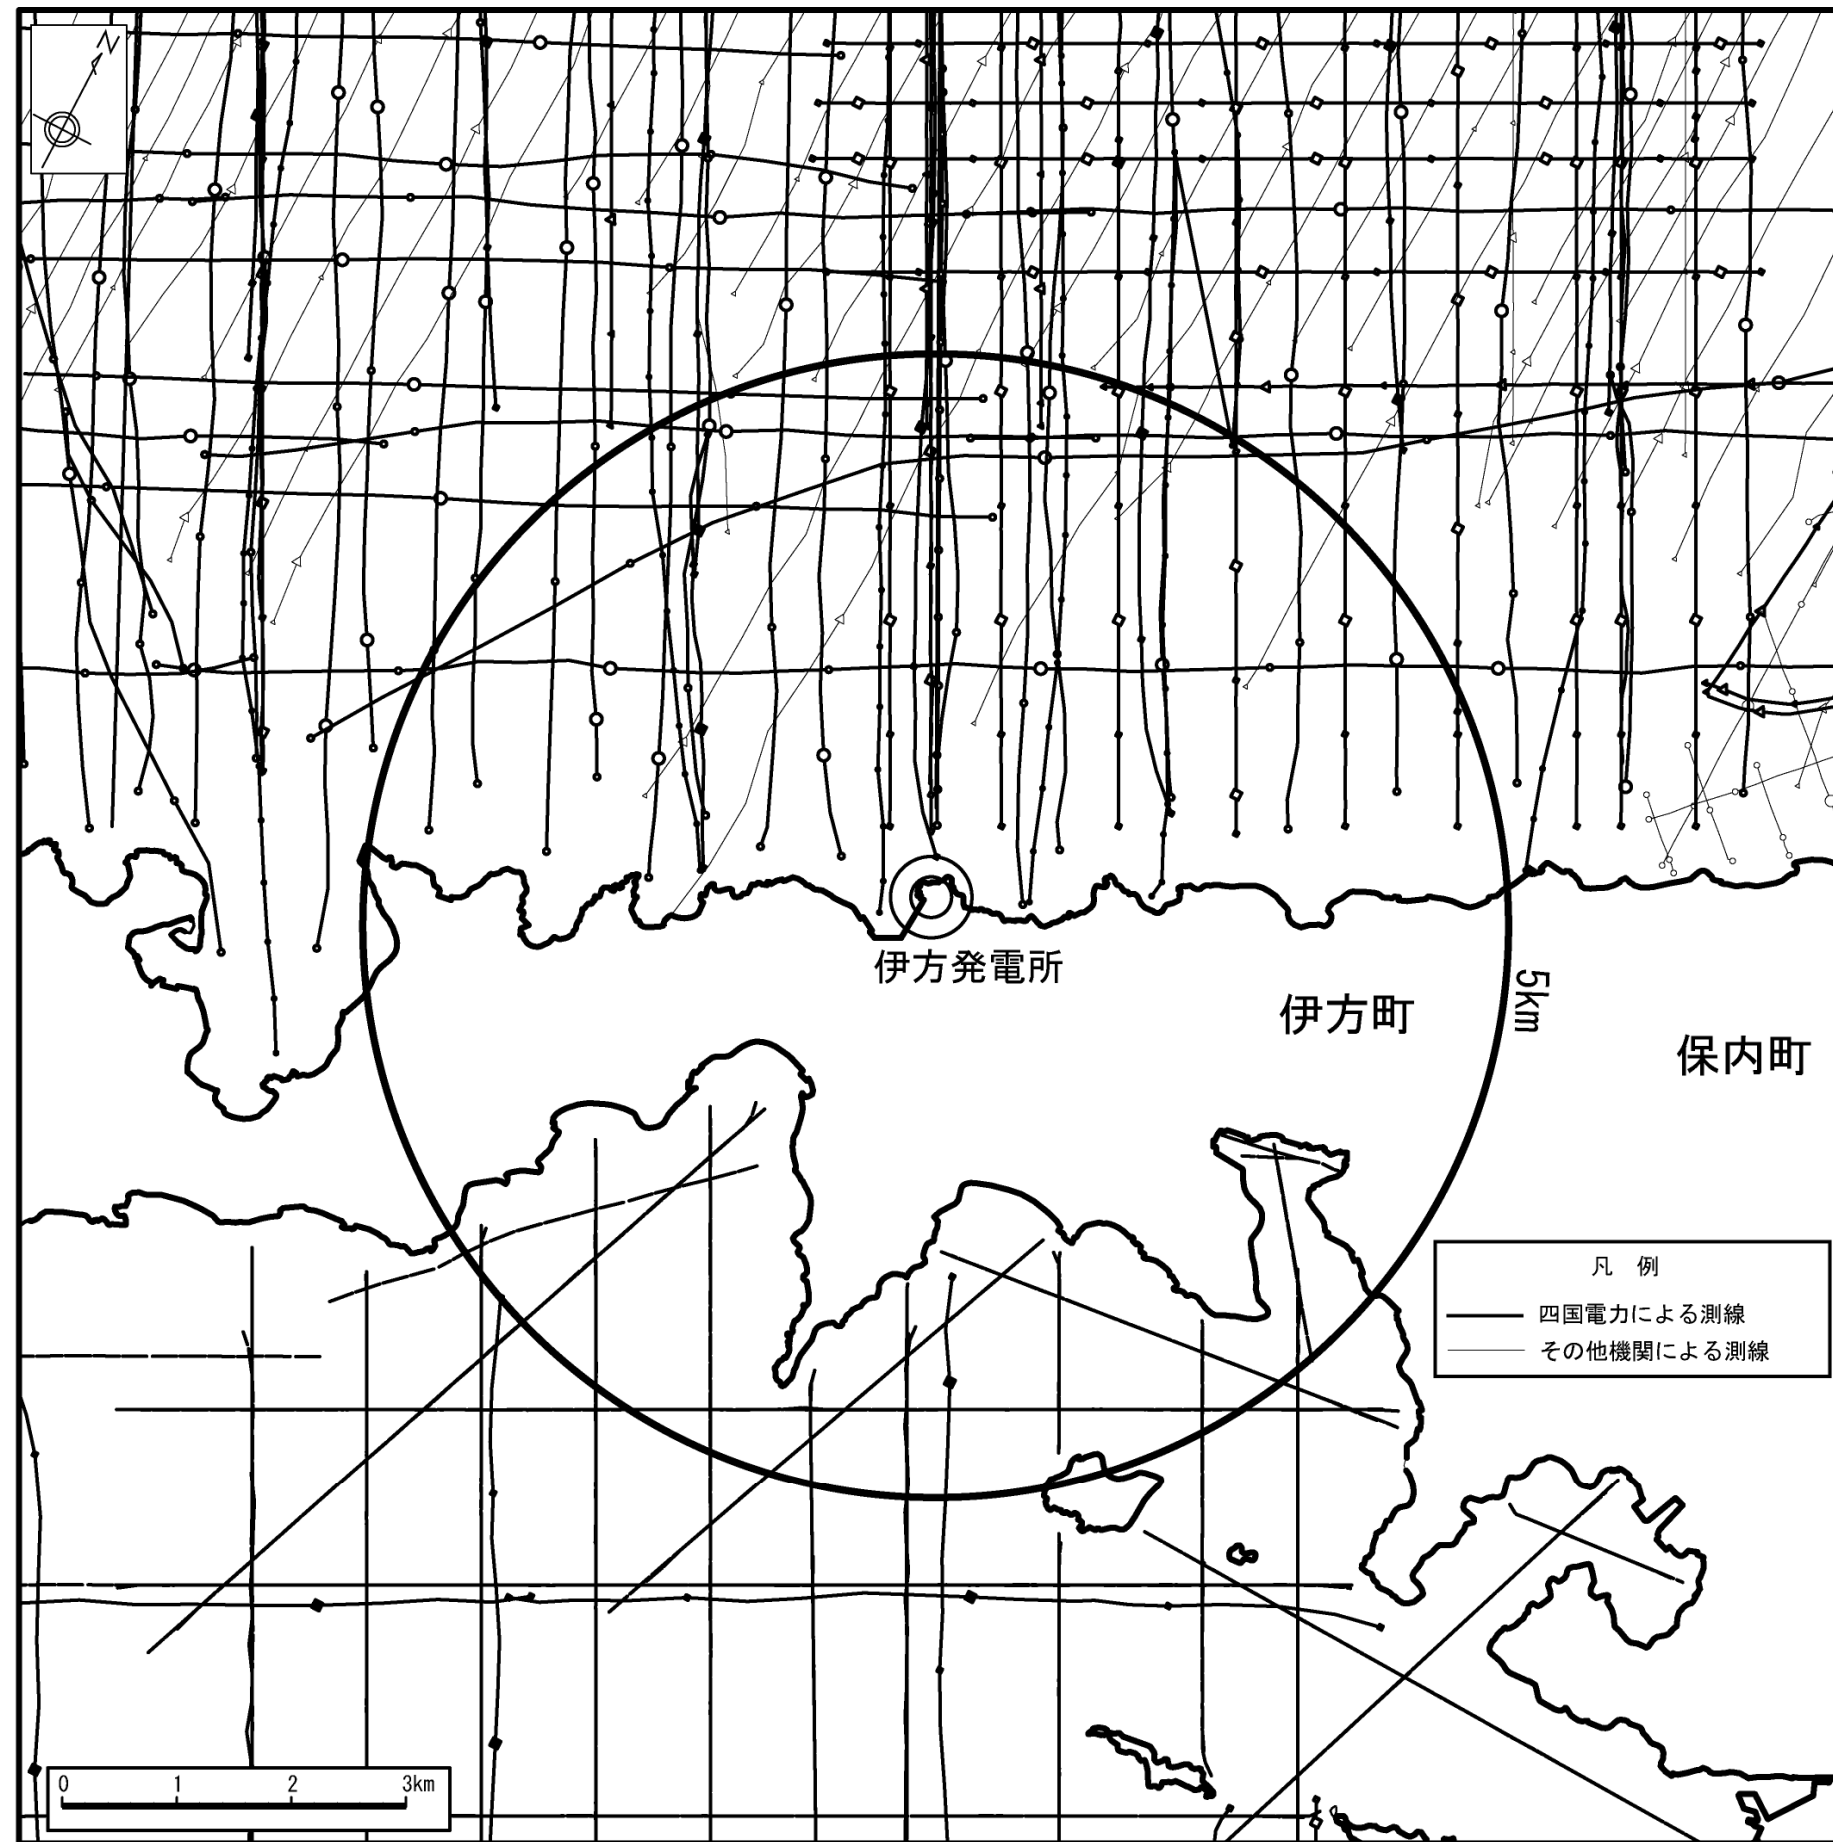 N
伊方発電所
伊方町
5km
保内町
凡 例
四国電力による測線
その他機関による測線
0 1 2 3km